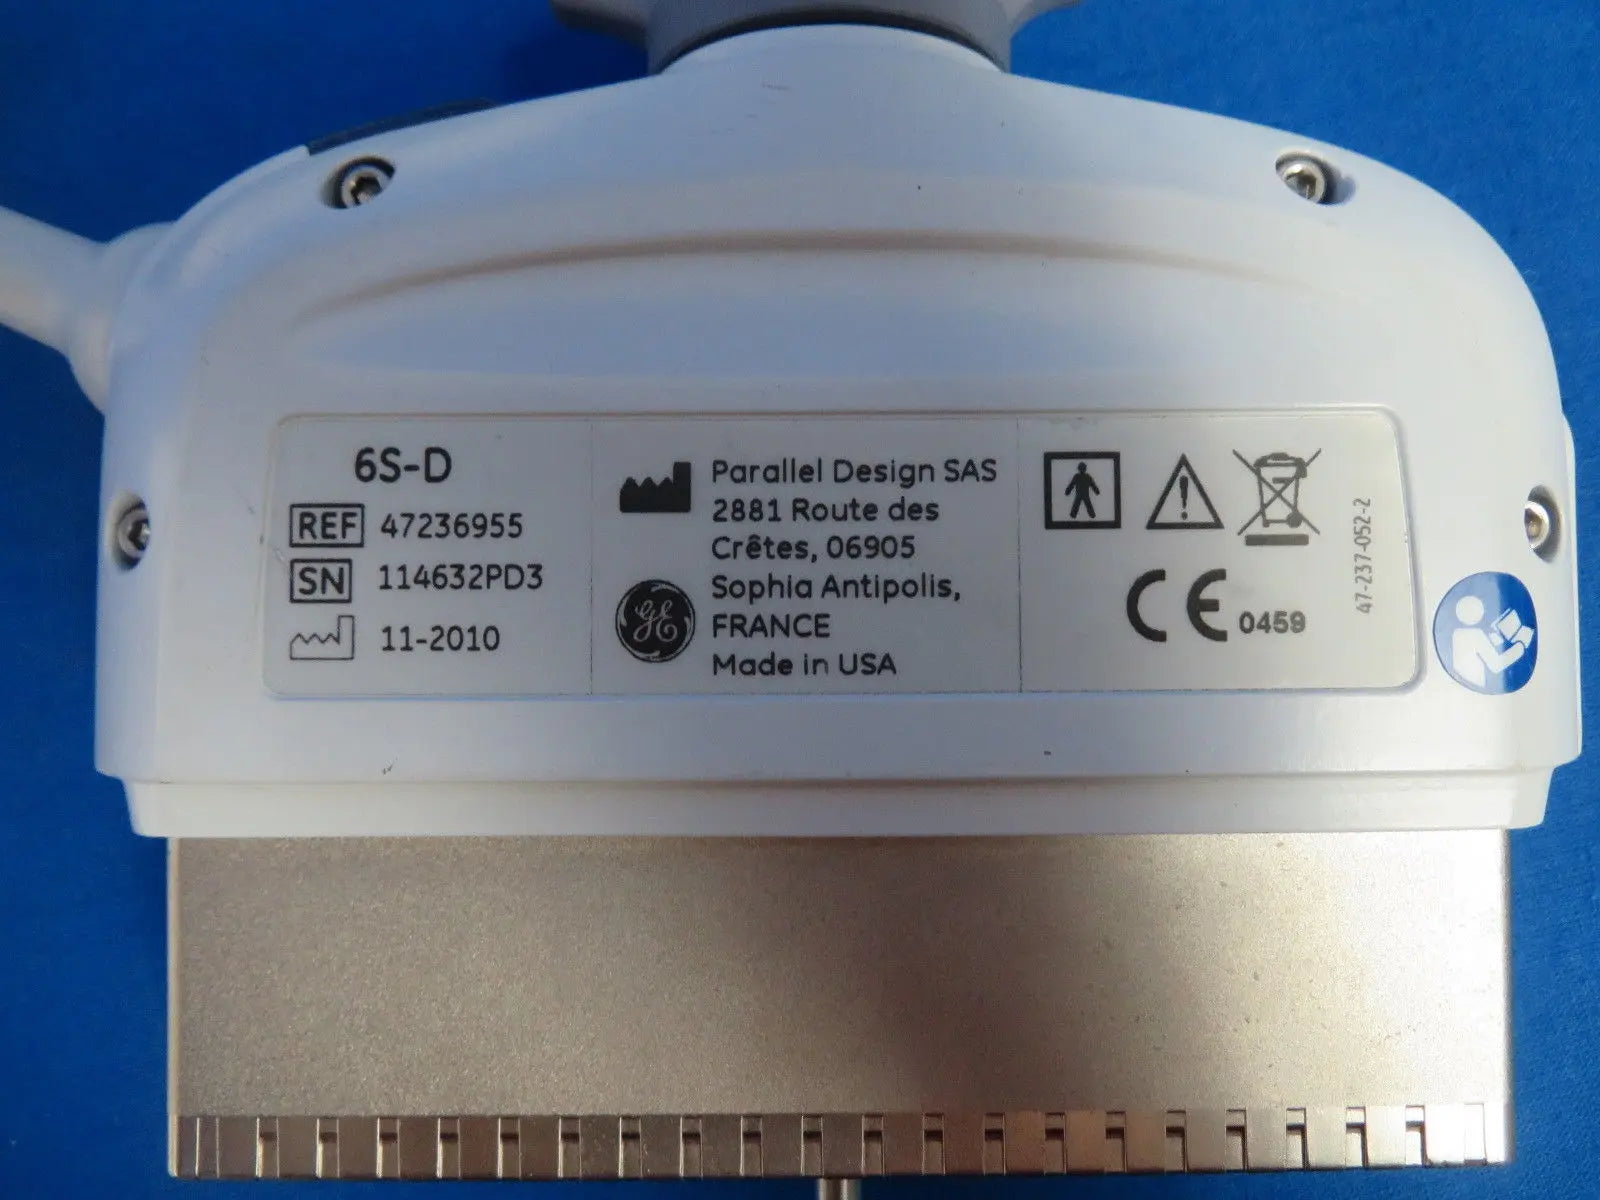 6S-D
REF 47236955
SN 114632PD3
11-2010
Parallel Design SAS
2881 Route des
Crêtes, 06905
Sophia Antipolis,
FRANCE
Made in USA
GE
CE 0459
47-237-052-2